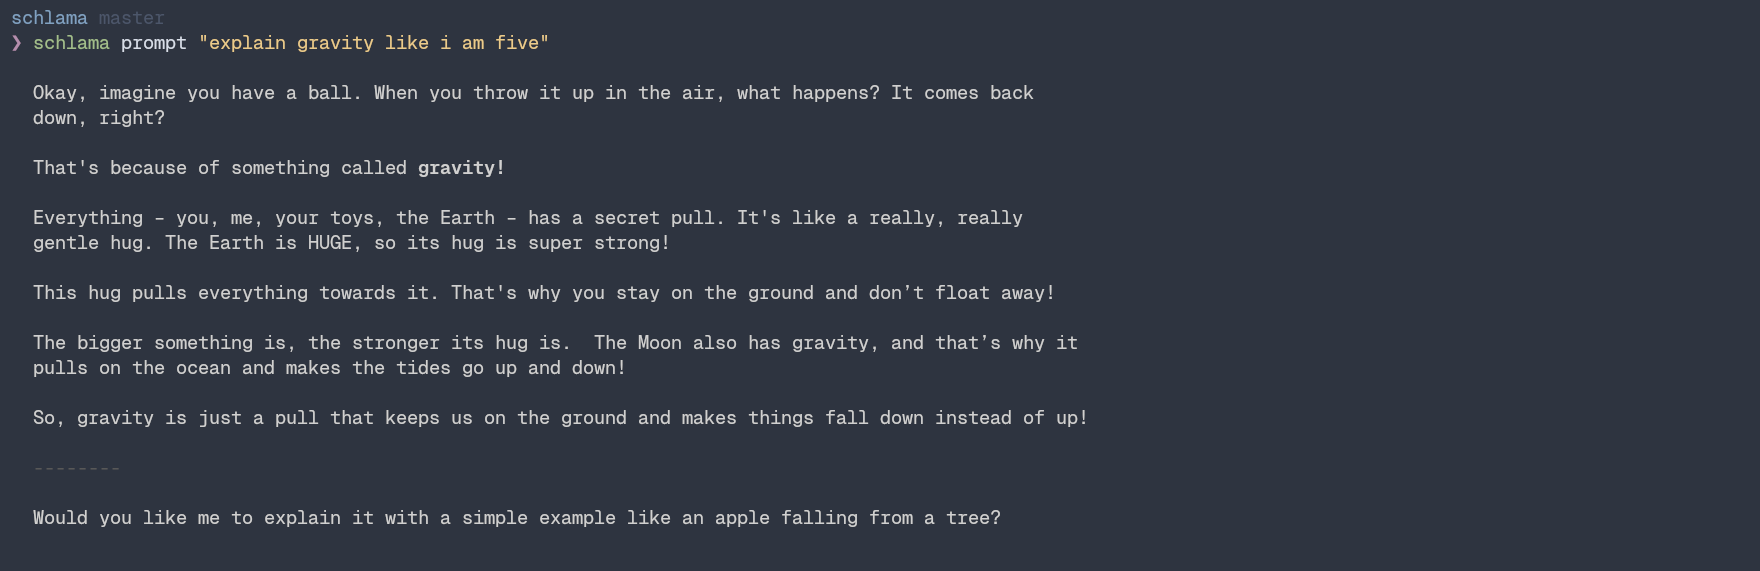 schlama master
❯ schlama prompt "explain gravity like i am five"
Okay, imagine you have a ball. When you throw it up in the air, what happens? It comes back
down, right?
That's because of something called gravity!
Everything – you, me, your toys, the Earth – has a secret pull. It's like a really, really
gentle hug. The Earth is HUGE, so its hug is super strong!
This hug pulls everything towards it. That's why you stay on the ground and don’t float away!
The bigger something is, the stronger its hug is.  The Moon also has gravity, and that’s why it
pulls on the ocean and makes the tides go up and down!
So, gravity is just a pull that keeps us on the ground and makes things fall down instead of up!
--------
Would you like me to explain it with a simple example like an apple falling from a tree?